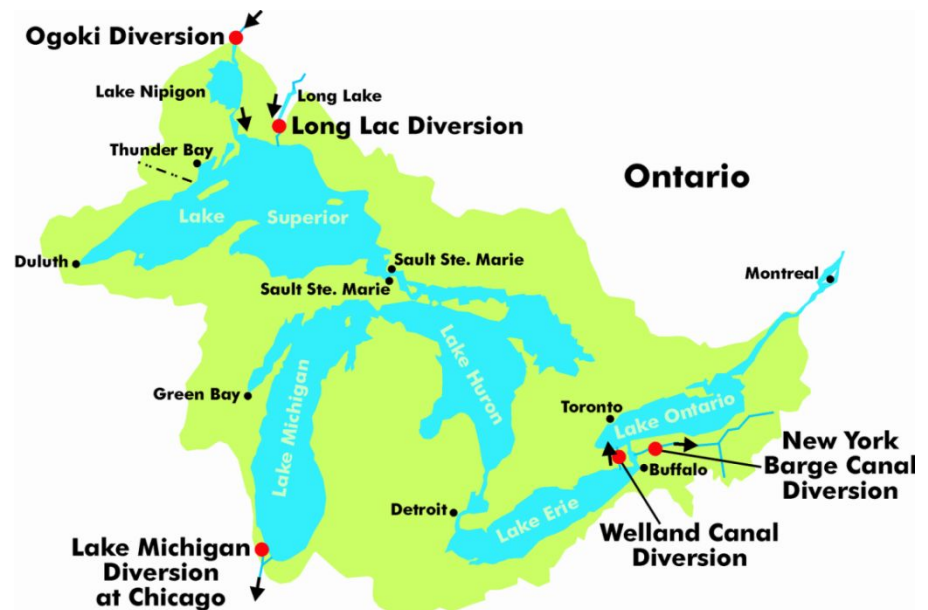 Ogoki Diversion
Lake Nipigon
Long Lake
Long Lac Diversion
Thunder Bay
Ontario
Lake Superior
Duluth
Sault Ste. Marie
Sault Ste. Marie
Montreal
Lake Huron
Lake Michigan
Green Bay
Toronto
Lake Ontario
New York
Barge Canal
Diversion
Buffalo
Detroit
Lake Erie
Welland Canal
Diversion
Lake Michigan
Diversion
at Chicago